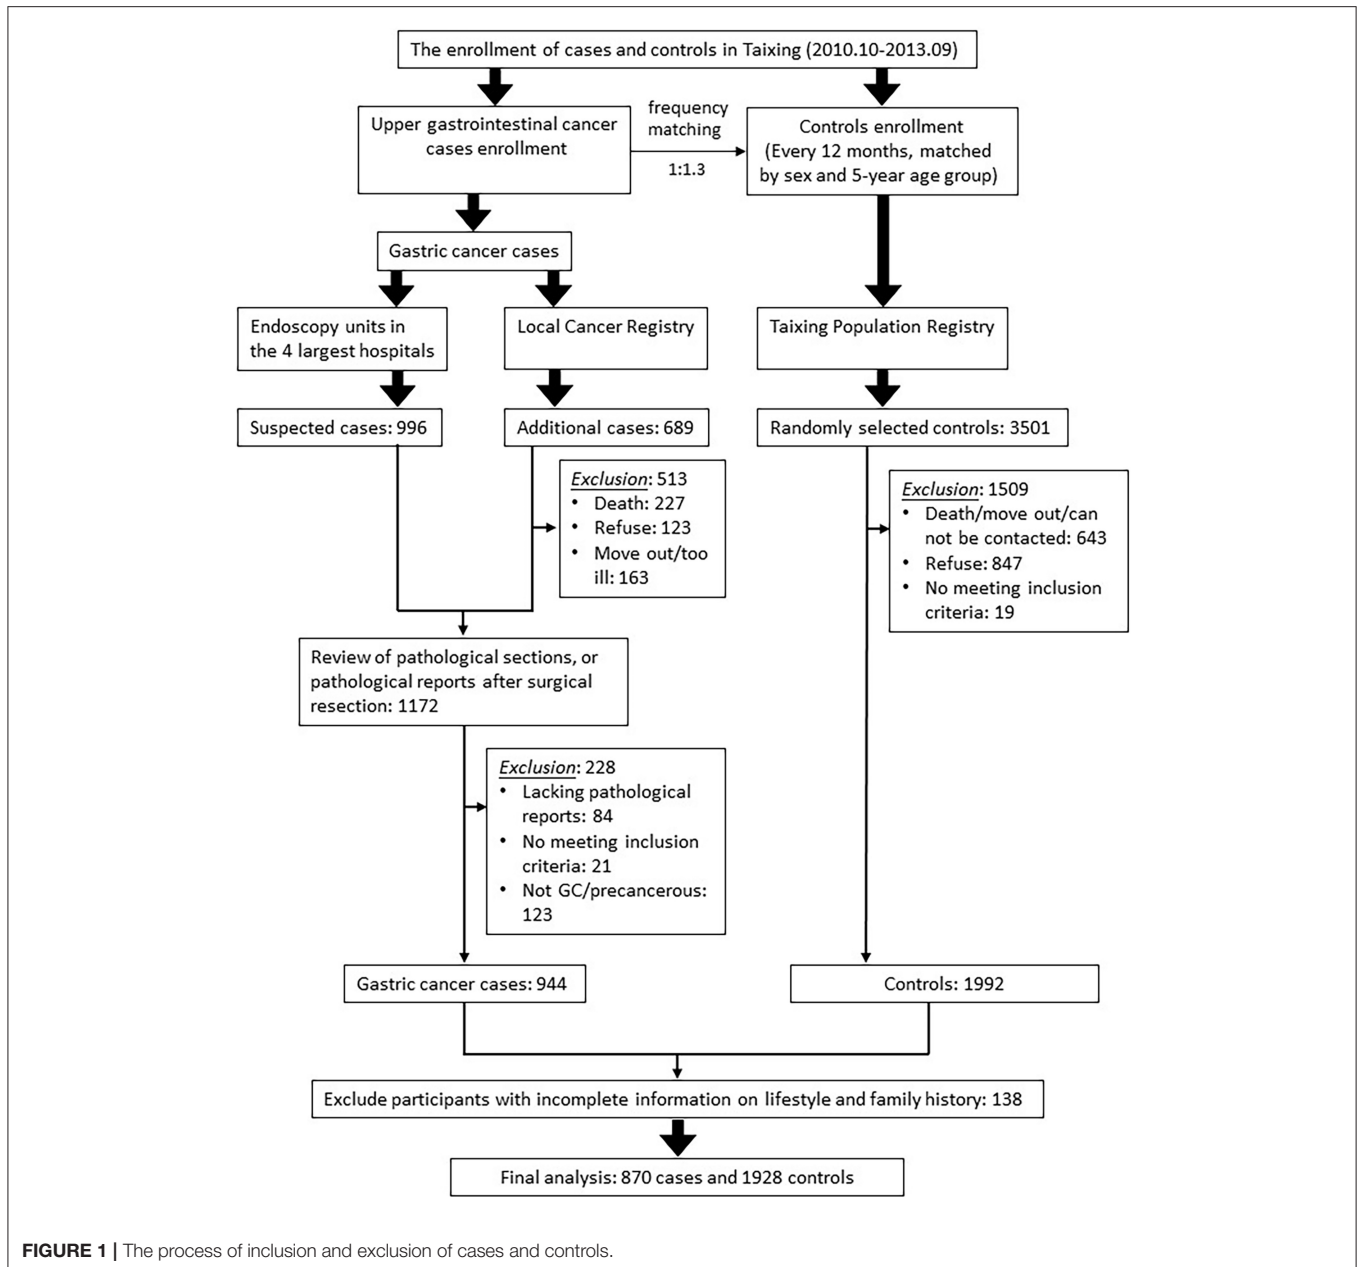 The enrollment of cases and controls in Taixing (2010.10-2013.09)
Upper gastrointestinal cancer
cases enrollment
frequency
matching
1:1.3
Controls enrollment
(Every 12 months, matched
by sex and 5-year age group)
Gastric cancer cases
Endoscopy units in
the 4 largest hospitals
Local Cancer Registry
Taixing Population Registry
Suspected cases: 996
Additional cases: 689
Randomly selected controls: 3501
Exclusion: 513
• Death: 227
• Refuse: 123
• Move out/too
ill: 163
Exclusion: 1509
• Death/move out/can
not be contacted: 643
• Refuse: 847
• No meeting inclusion
criteria: 19
Review of pathological sections, or
pathological reports after surgical
resection: 1172
Exclusion: 228
• Lacking pathological
reports: 84
• No meeting inclusion
criteria: 21
• Not GC/precancerous:
123
Gastric cancer cases: 944
Controls: 1992
Exclude participants with incomplete information on lifestyle and family history: 138
Final analysis: 870 cases and 1928 controls
FIGURE 1 | The process of inclusion and exclusion of cases and controls.